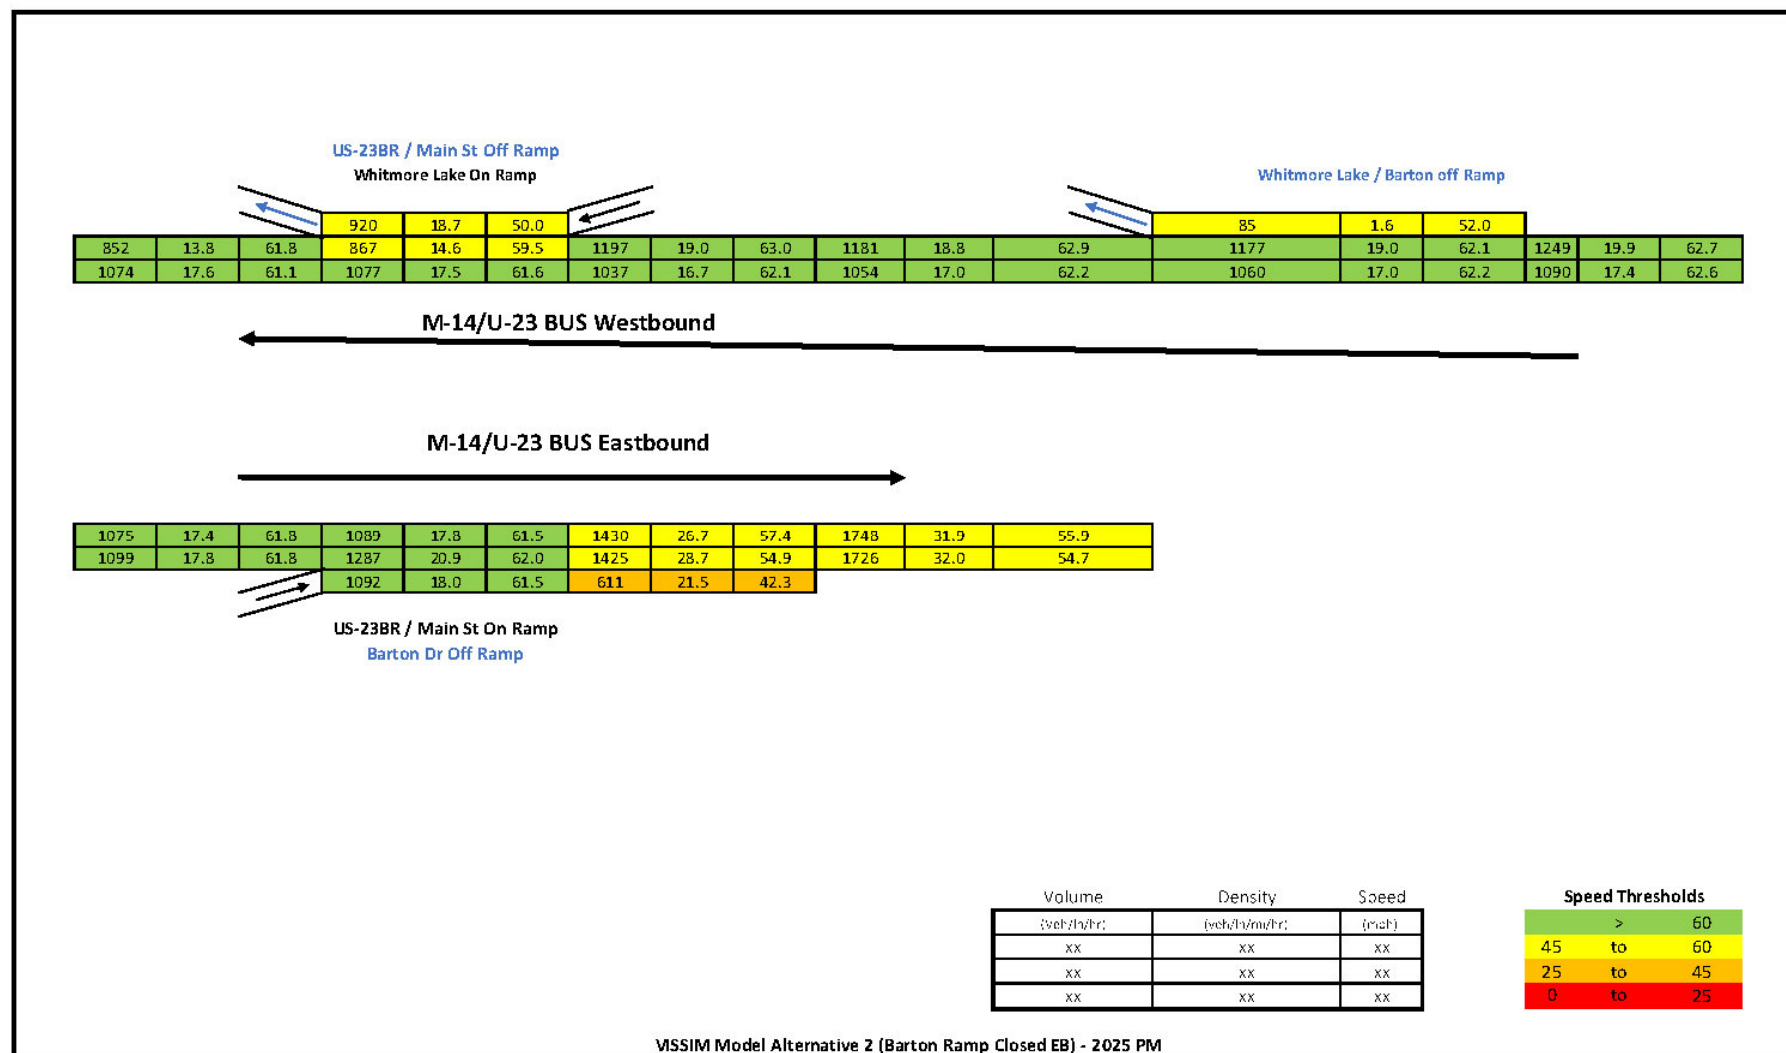 US-23BR / Main St Off Ramp
Whitmore Lake On Ramp
Whitmore Lake / Barton off Ramp
920 18.7 50.0 85 1.6 52.0
852 13.8 61.8 867 14.6 59.5 1197 19.0 63.0 1181 18.8 62.9 1177 19.0 62.1 1249 19.9 62.7
1074 17.6 61.1 1077 17.5 61.6 1037 16.7 62.1 1054 17.0 62.2 1060 17.0 62.2 1090 17.4 62.6
M-14/U-23 BUS Westbound
M-14/U-23 BUS Eastbound
1075 17.4 61.8 1089 17.8 61.5 1430 26.7 57.4 1748 31.9 55.9
1099 17.8 61.8 1287 20.9 62.0 1425 28.7 54.9 1726 32.0 54.7
1092 18.0 61.5 611 21.5 42.3
US-23BR / Main St On Ramp
Barton Dr Off Ramp
Volume Density Speed
(veh/ln/hr) (veh/ln/mi/hr) (mph)
xx xx xx
xx xx xx
xx xx xx
Speed Thresholds
> 60
45 to 60
25 to 45
0 to 25
VISSIM Model Alternative 2 (Barton Ramp Closed EB) - 2025 PM